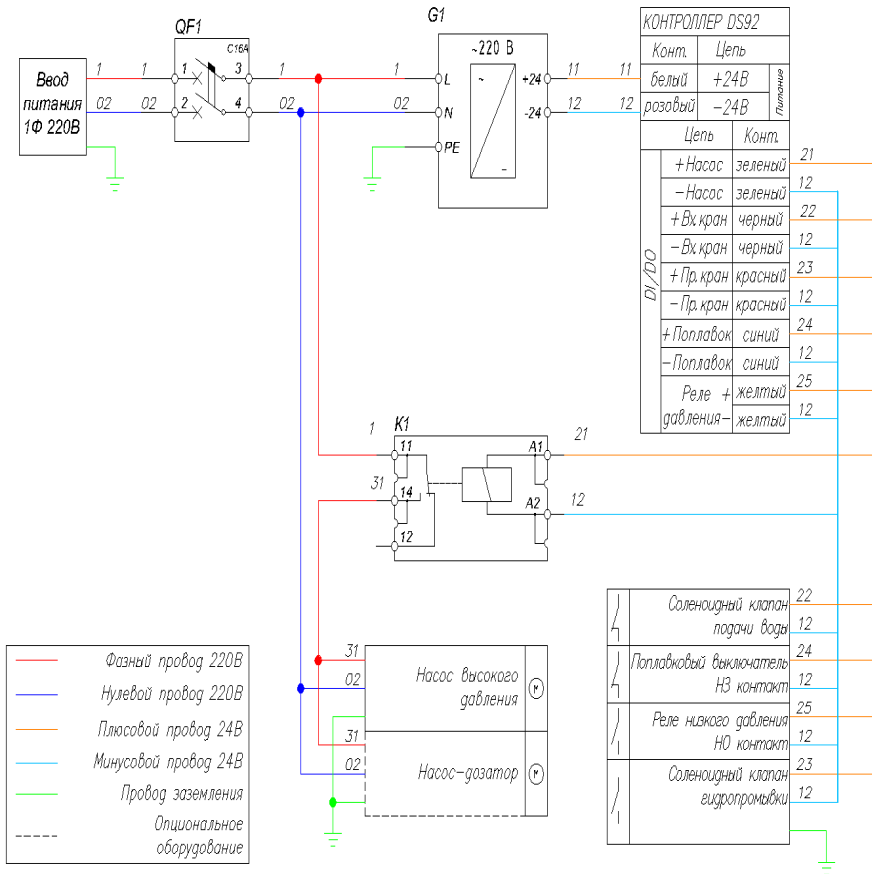 QF1
C16A
1
1
1
3
1
1
02
02
2
4
02
02
Ввод
питания
1Ф 220В
G1
~220 В
~
–
L
N
PE
+24
-24
11
11
12
12
КОНТРОЛЛЕР DS92
Конт. Цепь
белый +24В
розовый −24В
Питание
Цепь Конт.
DI/DO
+Насос зеленый 21
−Насос зеленый 12
+Вх.кран черный 22
−Вх.кран черный 12
+Пр.кран красный 23
−Пр.кран красный 12
+Поплавок синий 24
−Поплавок синий 12
Реле + желтый 25
давления− желтый 12
K1
1
11
31
14
12
A1
21
A2
12
Соленоидный клапан
подачи воды
22
12
Поплавковый выключатель
НЗ контакт
24
12
Реле низкого давления
НО контакт
25
12
Соленоидный клапан
гидропромывки
23
12
31
02
Насос высокого
давления
М
31
02
Насос-дозатор
М
Фазный провод 220В
Нулевой провод 220В
Плюсовой провод 24В
Минусовой провод 24В
Провод заземления
Опциональное
оборудование